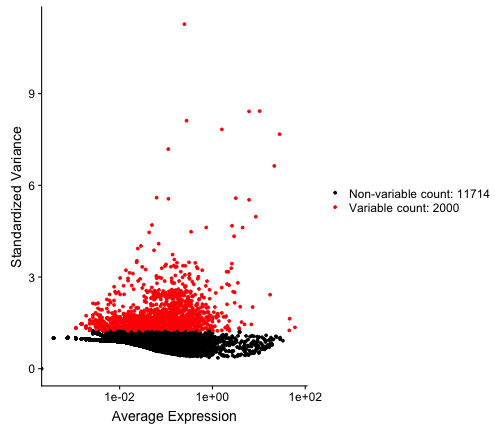 9
6
3
0
Standardized Variance
1e-02
1e+00
1e+02
Average Expression
Non-variable count: 11714
Variable count: 2000